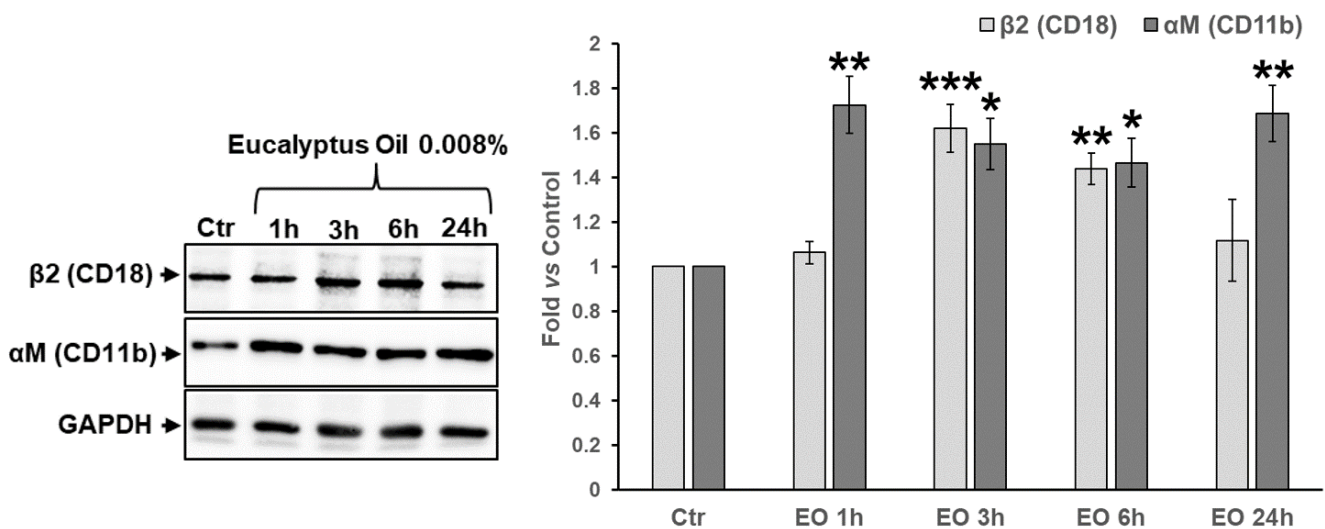 Eucalyptus Oil 0.008%
Ctr 1h 3h 6h 24h
β2 (CD18)
αM (CD11b)
GAPDH
β2 (CD18) αM (CD11b)
Fold vs Control
2
1.8
1.6
1.4
1.2
1
0.8
0.6
0.4
0.2
0
** *** * ** * **
Ctr EO 1h EO 3h EO 6h EO 24h